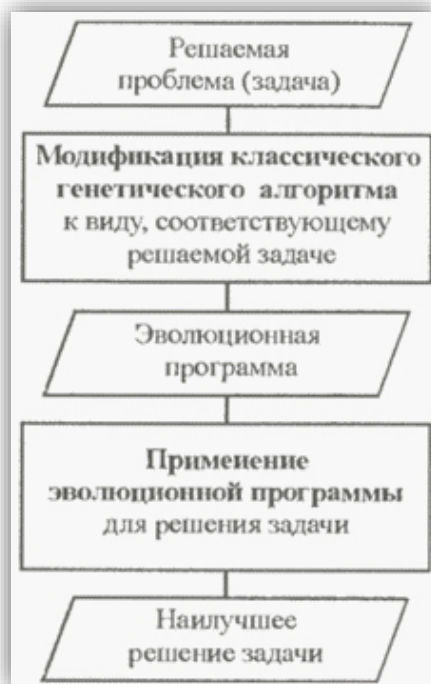 Решаемая
проблема (задача)
Модификация классического
генетического алгоритма
к виду, соответствующему
решаемой задаче
Эволюционная
программа
Применение
эволюционной программы
для решения задачи
Наилучшее
решение задачи